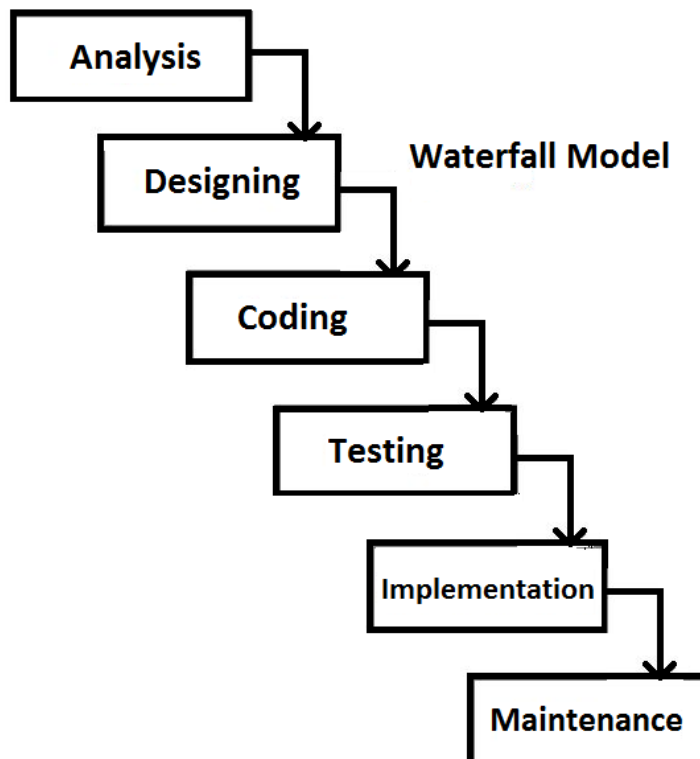 Analysis
Waterfall Model
Designing
Coding
Testing
Implementation
Maintenance